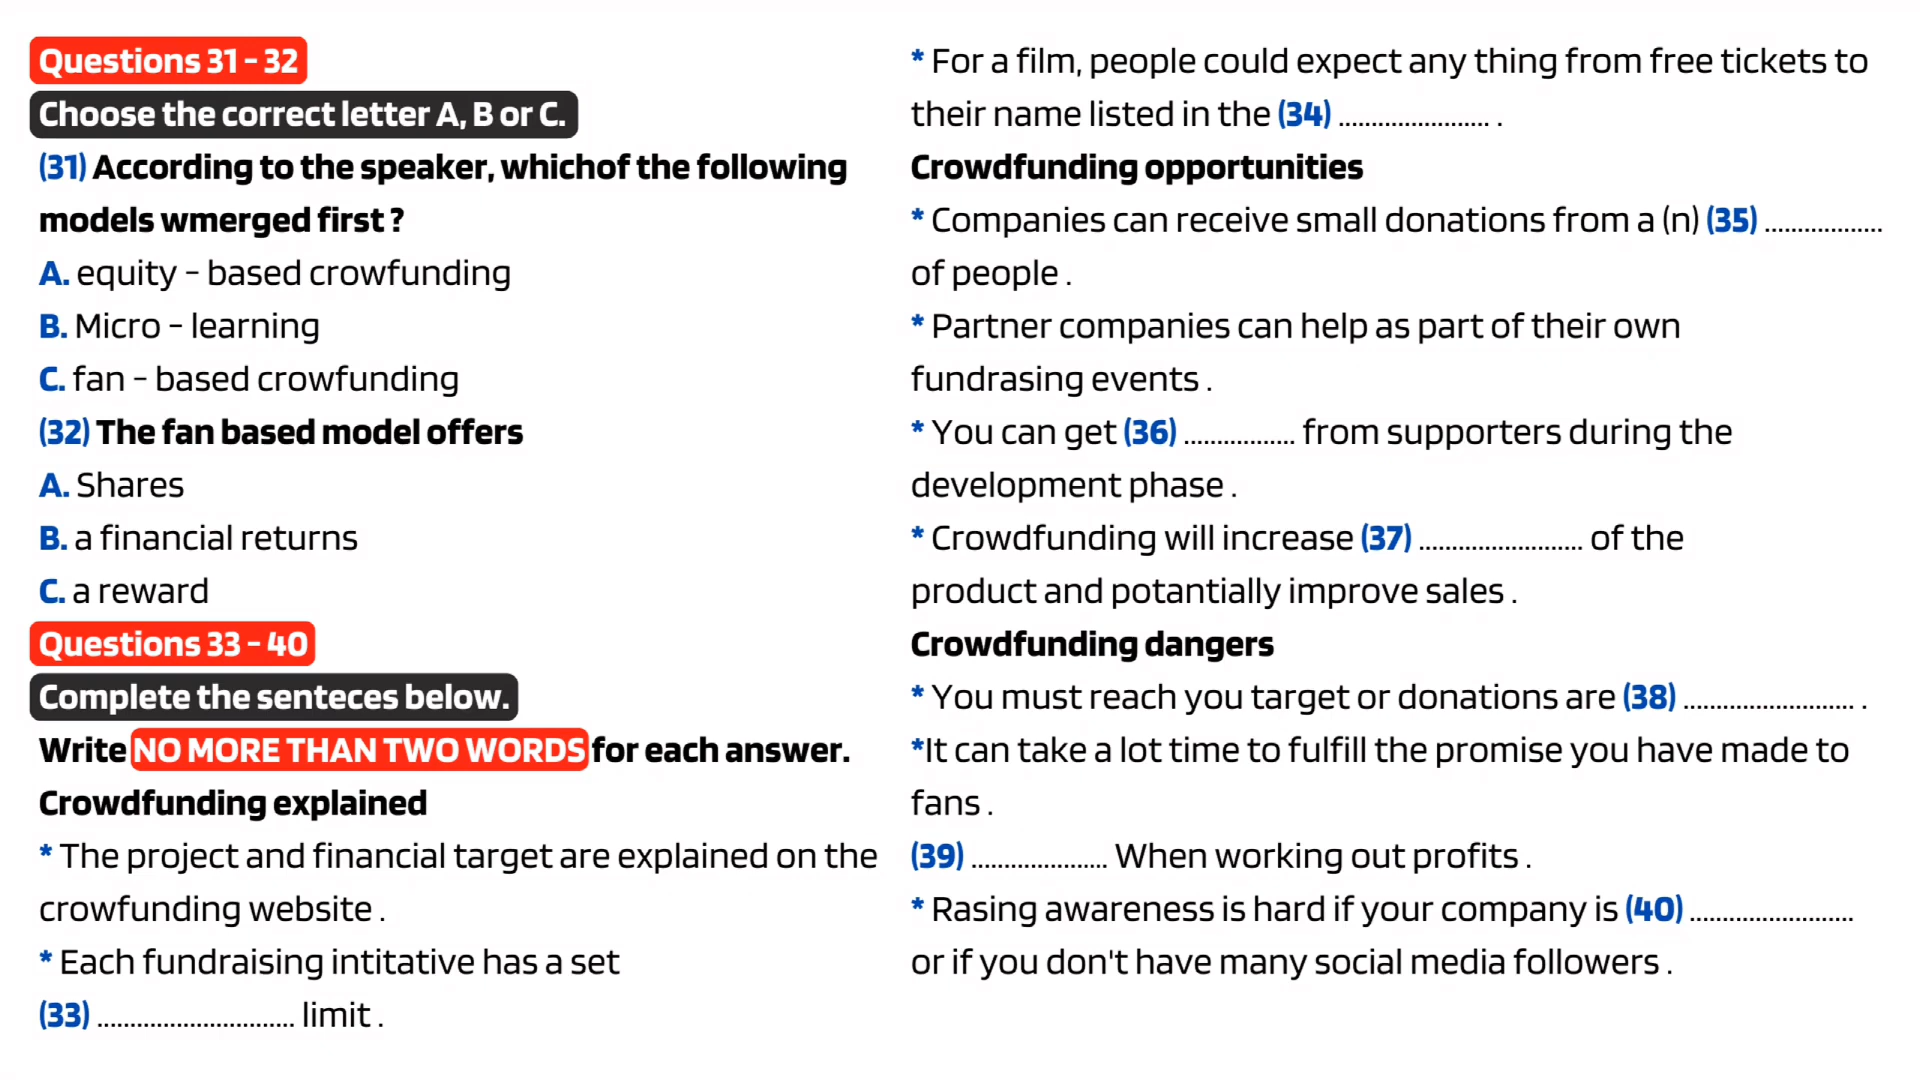 Questions 31 - 32
Choose the correct letter A, B or C.
(31) According to the speaker, whichof the following
models wmerged first ?
A. equity - based crowfunding
B. Micro - learning
C. fan - based crowfunding
(32) The fan based model offers
A. Shares
B. a financial returns
C. a reward
Questions 33 - 40
Complete the senteces below.
Write NO MORE THAN TWO WORDS for each answer.
Crowdfunding explained
* The project and financial target are explained on the
crowfunding website .
* Each fundraising intitative has a set
(33) .............................. limit .
* For a film, people could expect any thing from free tickets to
their name listed in the (34) ....................... .
Crowdfunding opportunities
* Companies can receive small donations from a (n) (35) ..................
of people .
* Partner companies can help as part of their own
fundrasing events .
* You can get (36) ................. from supporters during the
development phase .
* Crowdfunding will increase (37) ......................... of the
product and potantially improve sales .
Crowdfunding dangers
* You must reach you target or donations are (38) .......................... .
*It can take a lot time to fulfill the promise you have made to
fans .
(39) ..................... When working out profits .
* Rasing awareness is hard if your company is (40) .........................
or if you don't have many social media followers .